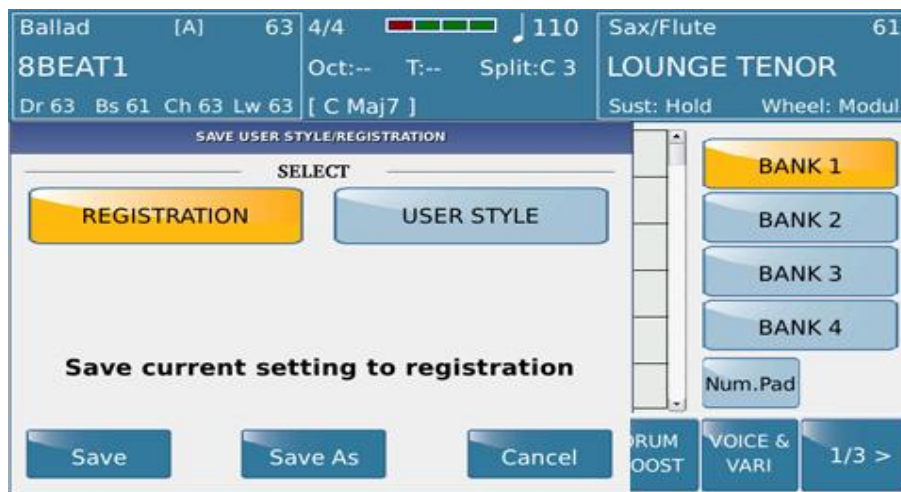 Ballad [A] 63 4/4 110 Sax/Flute 61
8BEAT1 Oct:-- T:-- Split:C 3 LOUNGE TENOR
Dr 63 Bs 61 Ch 63 Lw 63 [ C Maj7 ] Sust: Hold Wheel: Modul
SAVE USER STYLE/REGISTRATION
SELECT
REGISTRATION USER STYLE
Save current setting to registration
Save Save As Cancel
BANK 1
BANK 2
BANK 3
BANK 4
Num.Pad
RUM VOICE & 1/3 >
OOST VARI